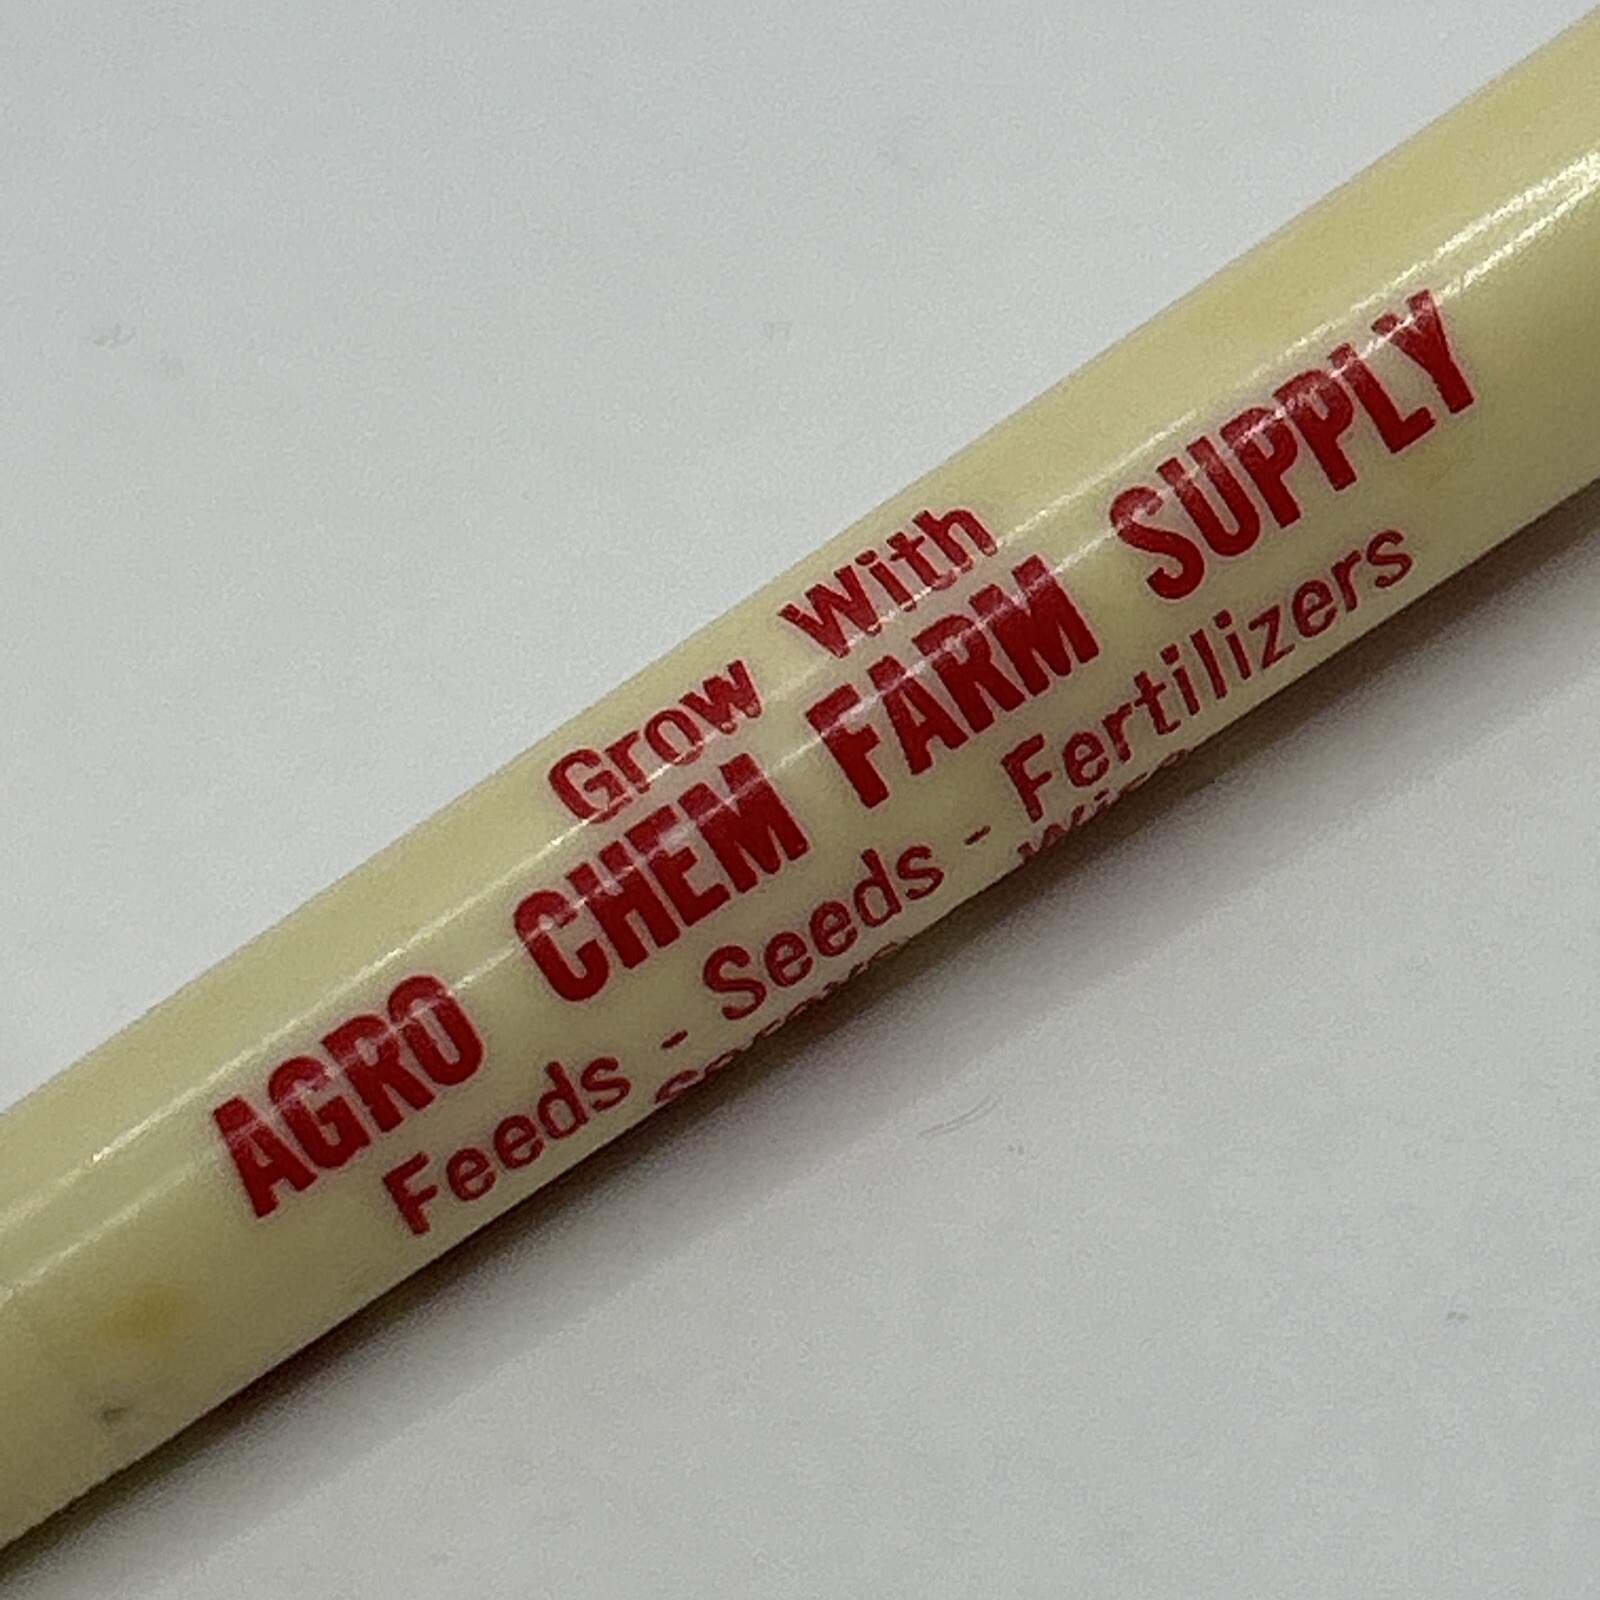 Grow With
AGRO CHEM FARM SUPPLY
Feeds - Seeds - Fertilizers